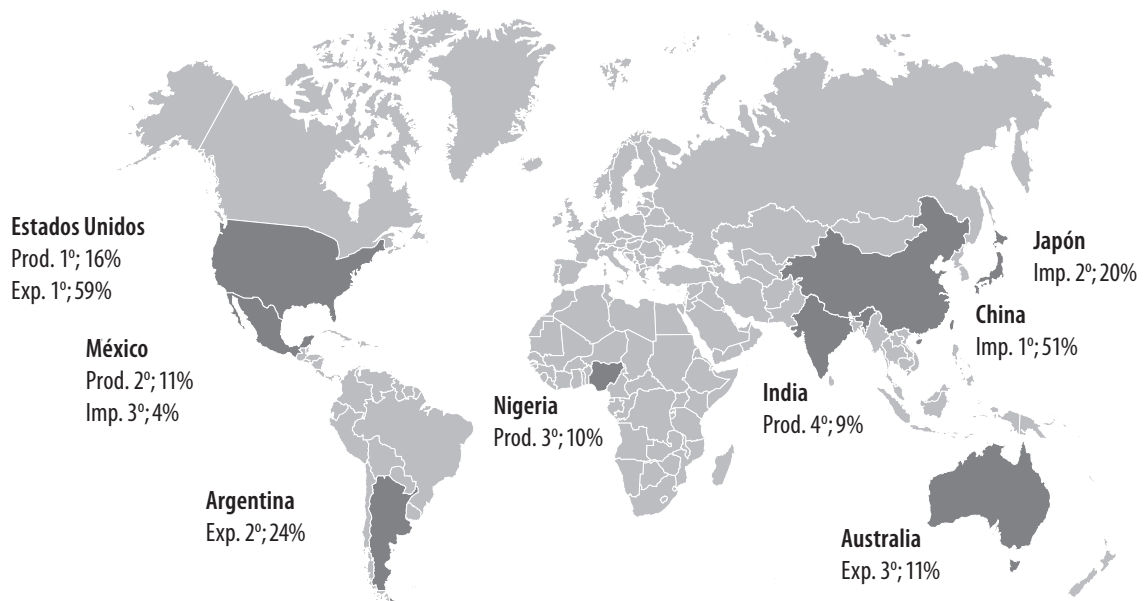 Estados Unidos
Prod. 1º; 16%
Exp. 1º; 59%
México
Prod. 2º; 11%
Imp. 3º; 4%
Argentina
Exp. 2º; 24%
Nigeria
Prod. 3º; 10%
India
Prod. 4º; 9%
Japón
Imp. 2º; 20%
China
Imp. 1º; 51%
Australia
Exp. 3º; 11%